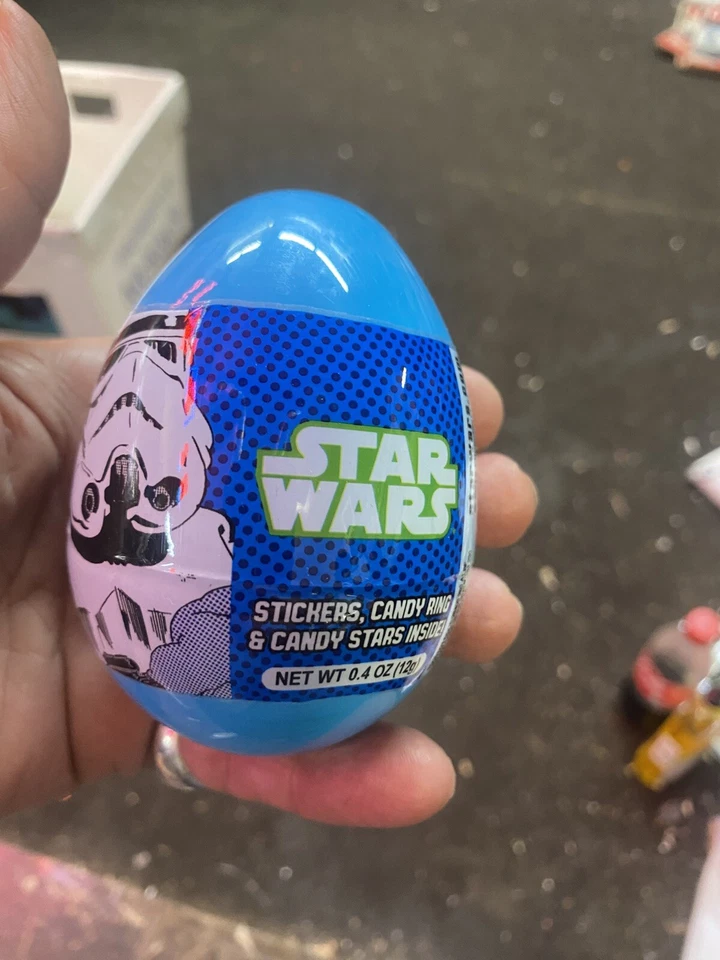 STAR
WARS
STICKERS, CANDY RING
& CANDY STARS INSIDE!
NET WT 0.4 OZ (12g)